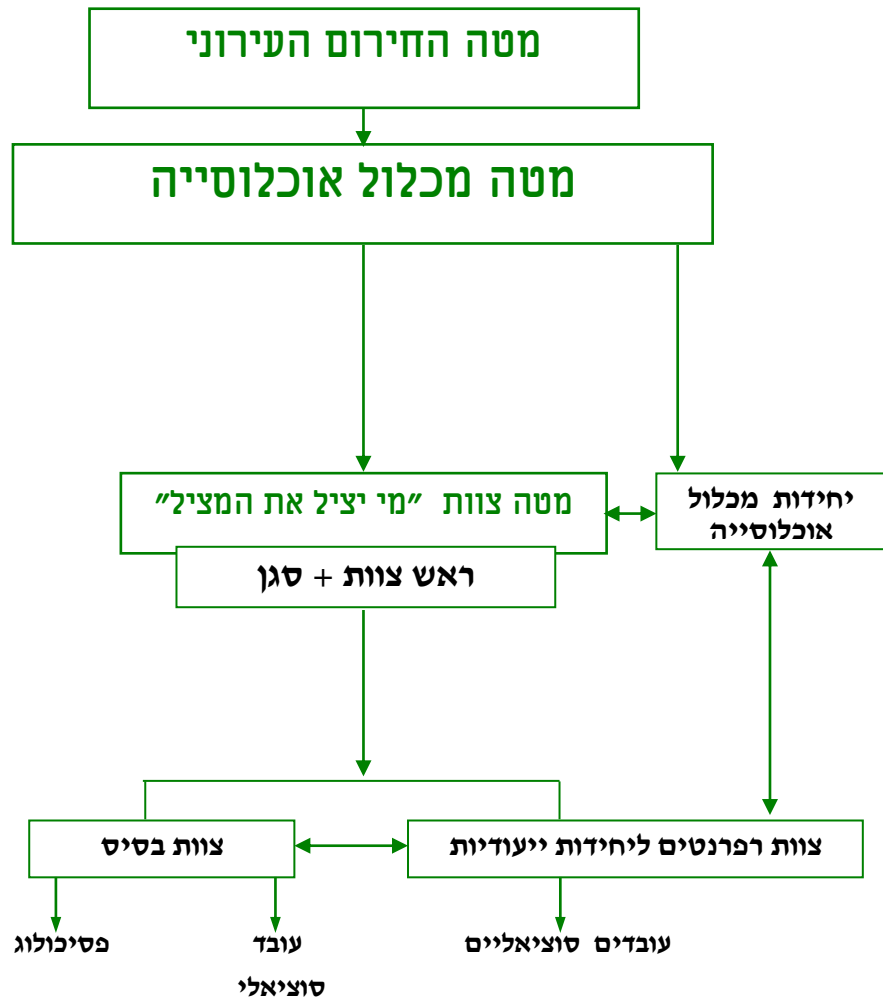 מטה החירום העירוני
מטה מכלול אוכלוסייה
מטה צוות "מי יציל את המציל"
יחידות מכלול
אוכלוסייה
ראש צוות + סגן
צוות רפרנטים ליחידות ייעודיות
צוות בסיס
עובדים סוציאליים
עובד
סוציאלי
פסיכולוג